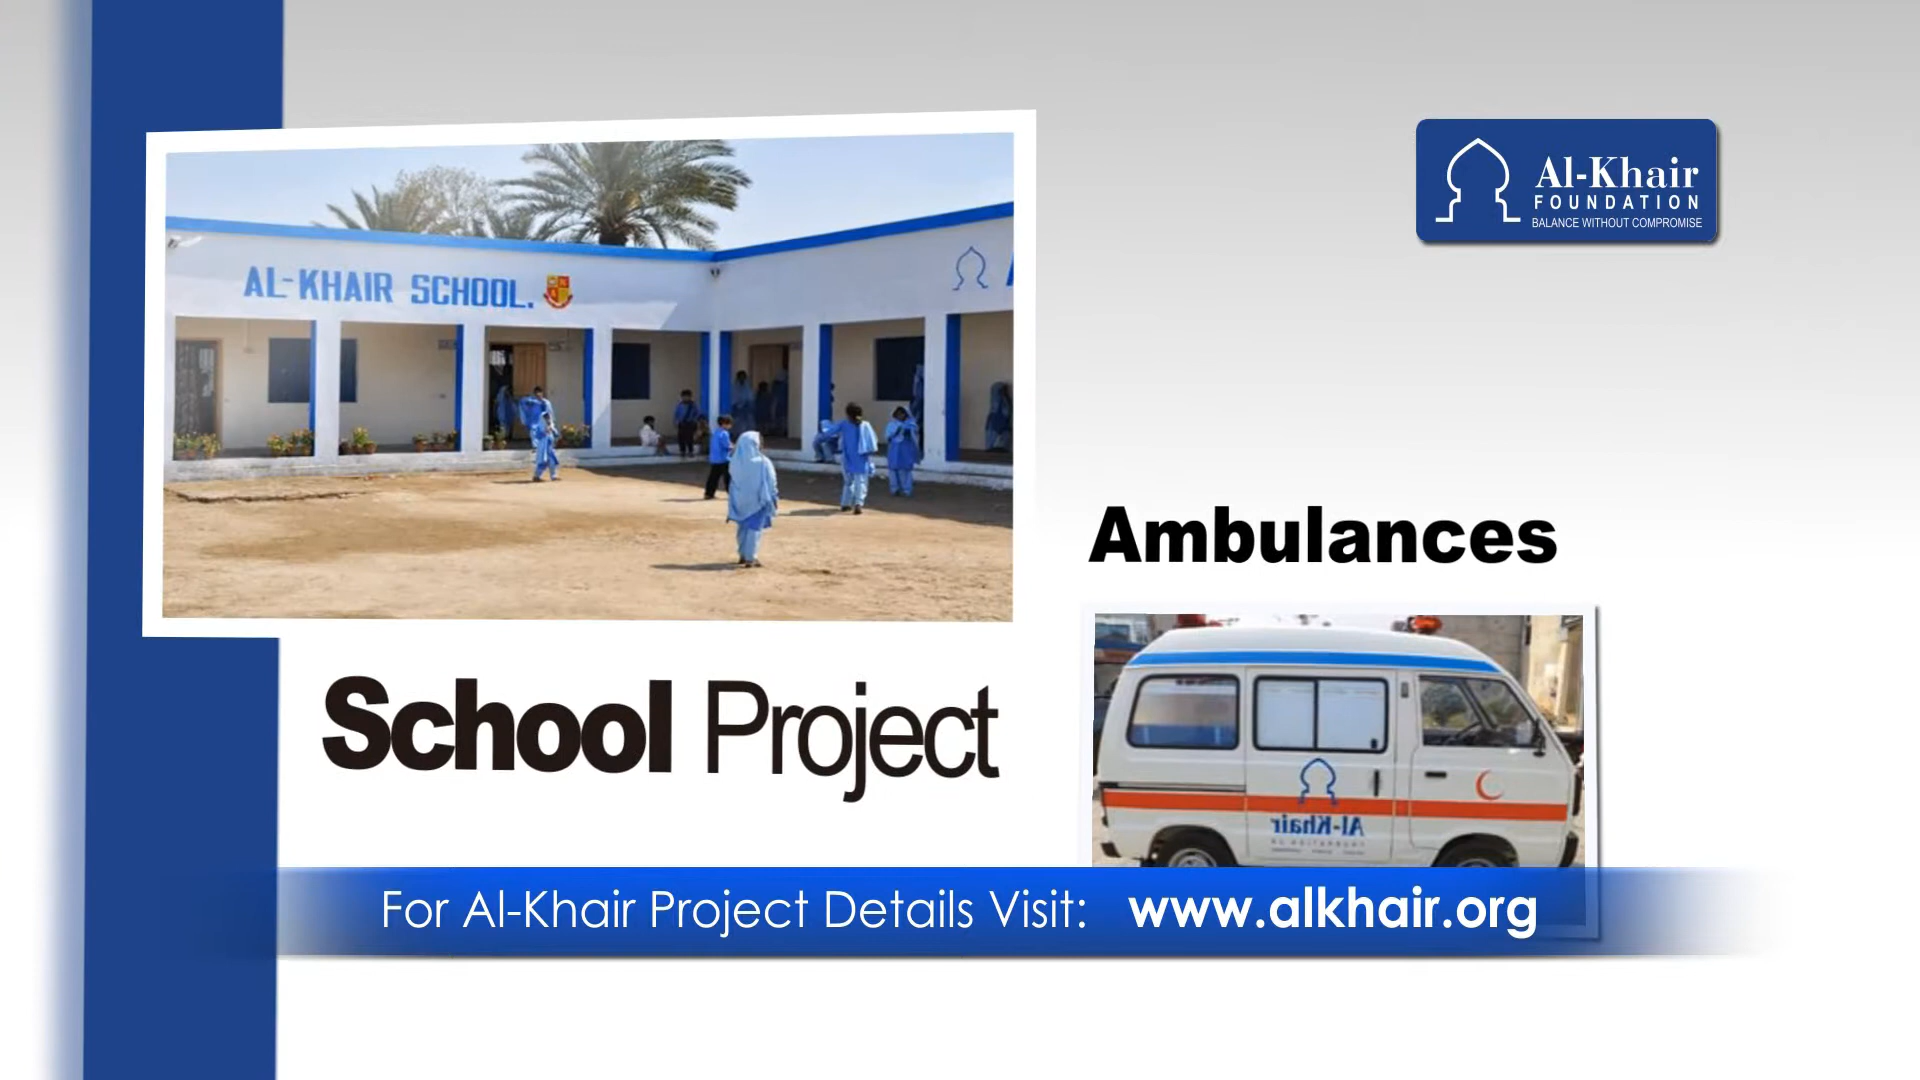 Al-Khair
FOUNDATION
BALANCE WITHOUT COMPROMISE
AL-KHAIR SCHOOL.
Ambulances
School Project
Al-Khair
For Al-Khair Project Details Visit: www.alkhair.org